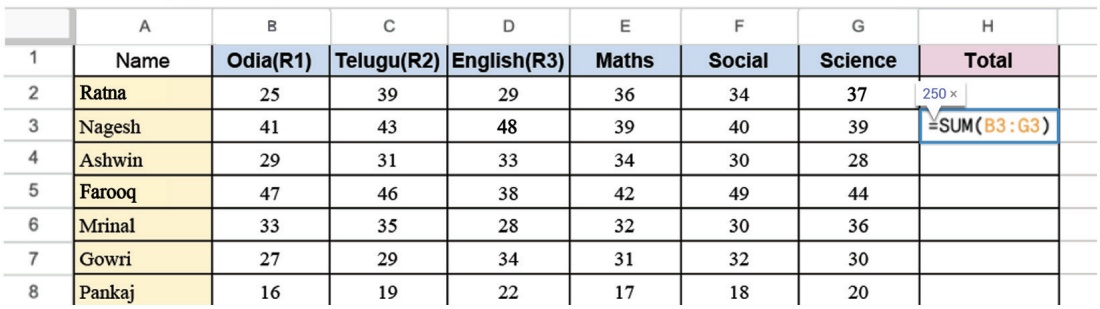 A B C D E F G H
1 Name Odia(R1) Telugu(R2) English(R3) Maths Social Science Total
2 Ratna 25 39 29 36 34 37 250 ×
3 Nagesh 41 43 48 39 40 39 =SUM(B3:G3)
4 Ashwin 29 31 33 34 30 28
5 Farooq 47 46 38 42 49 44
6 Mrinal 33 35 28 32 30 36
7 Gowri 27 29 34 31 32 30
8 Pankaj 16 19 22 17 18 20